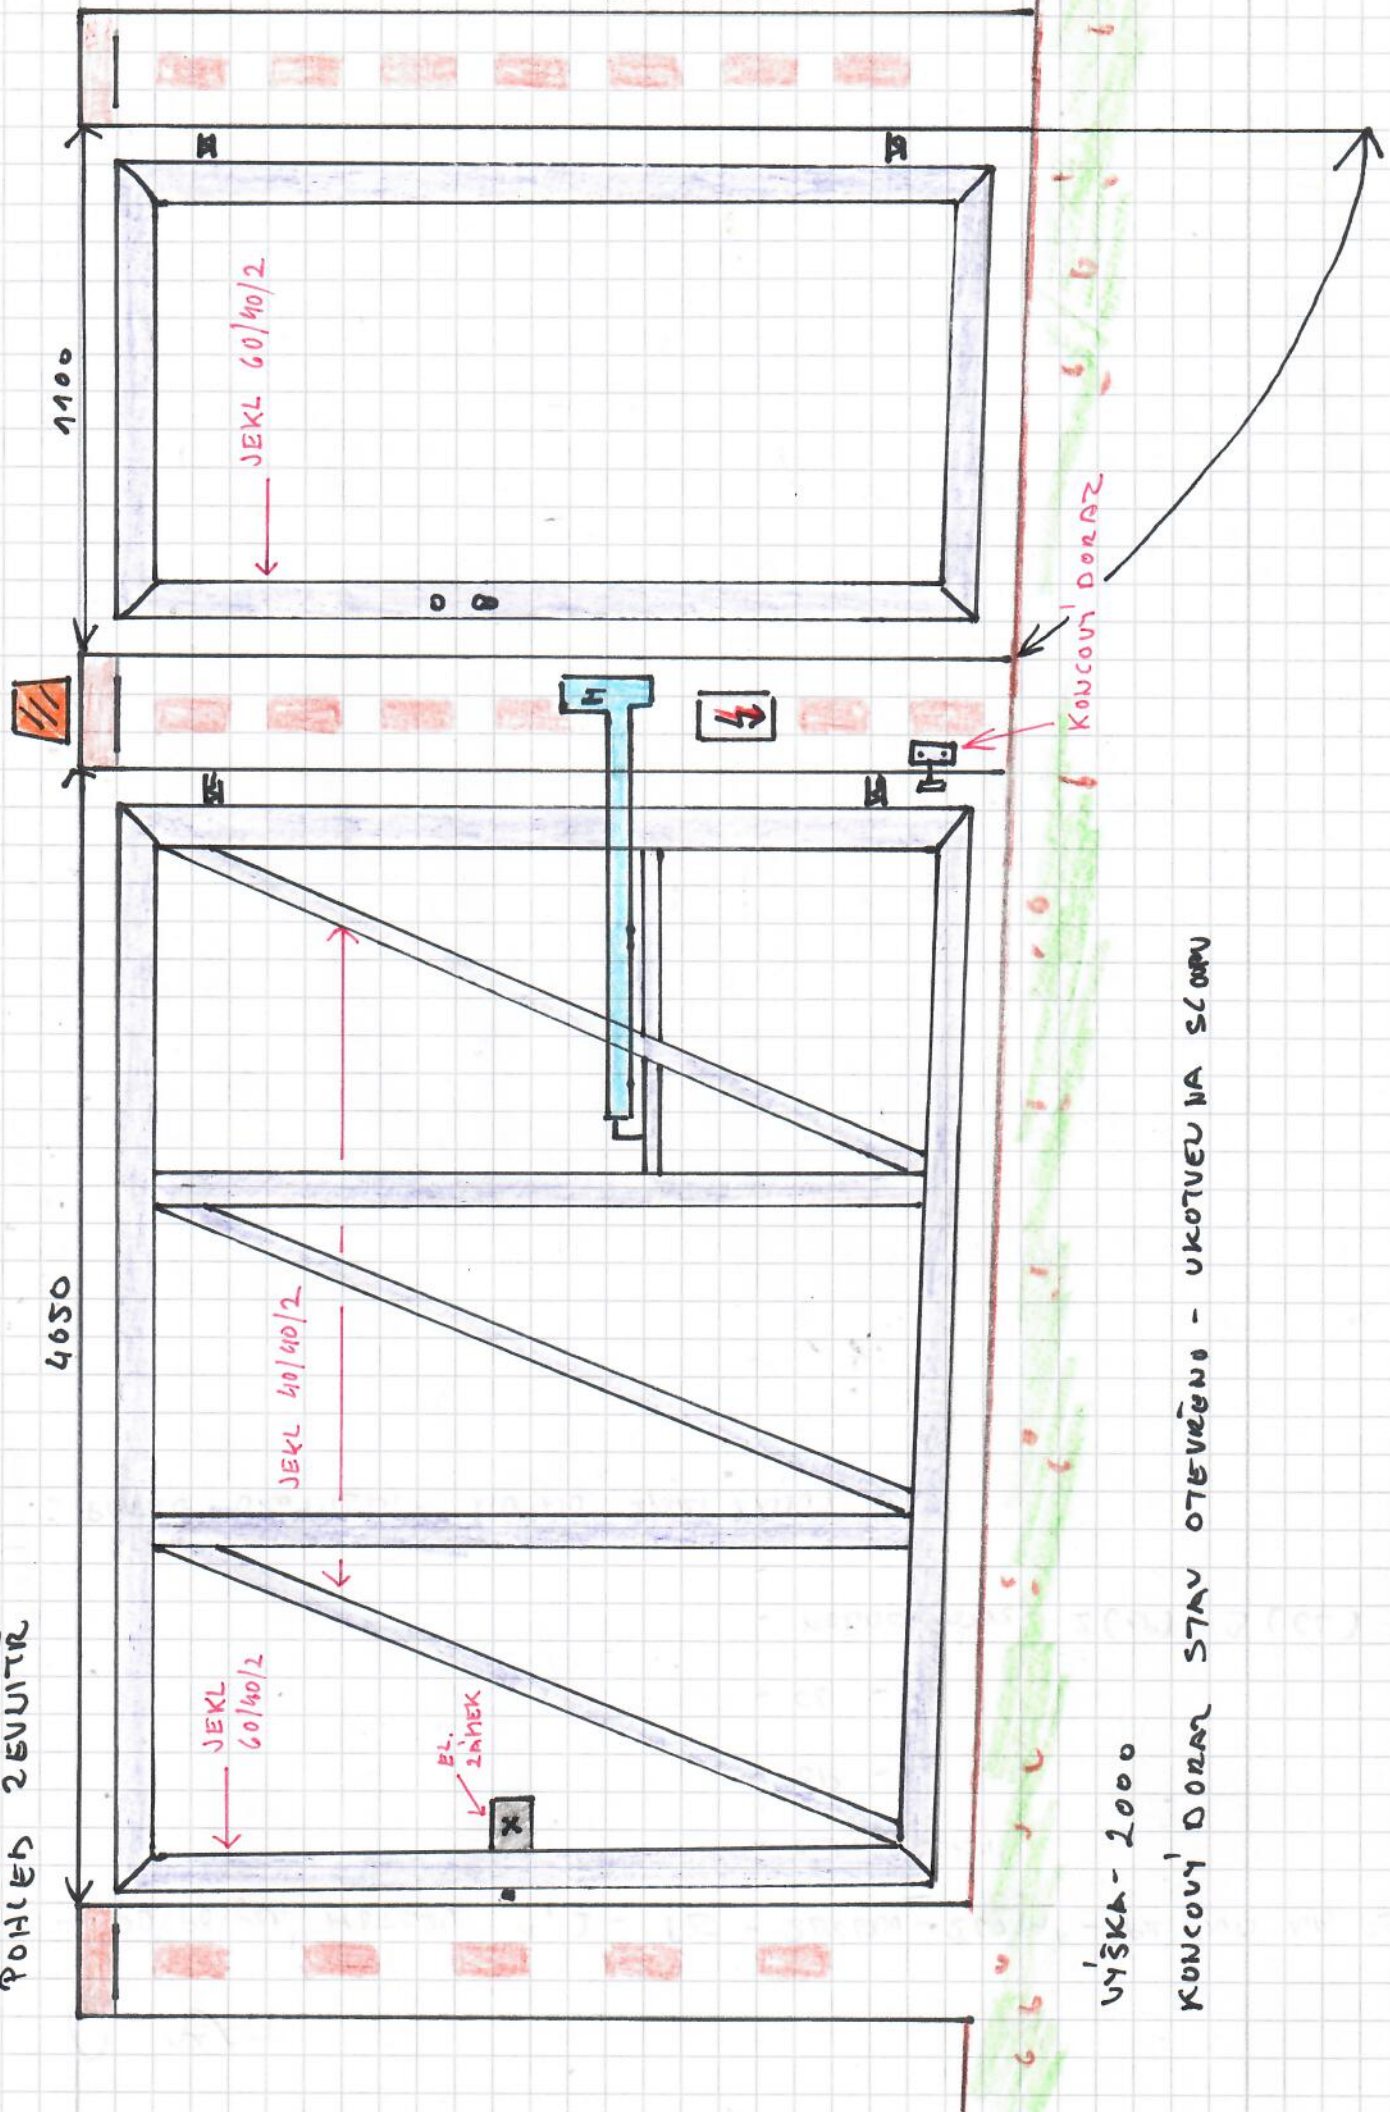 POHLED ZEVNITŘ
4650
1100
JEKL
60/40/2
JEKL 40/40/2
JEKL 60/40/2
EL.
ZÁMEK
X
M
KONCOVÝ DORAZ
VÝŠKA - 2000
KONCOVÝ DORAZ STAV OTEVŘENO - UKOTVEN NA SLOUPU